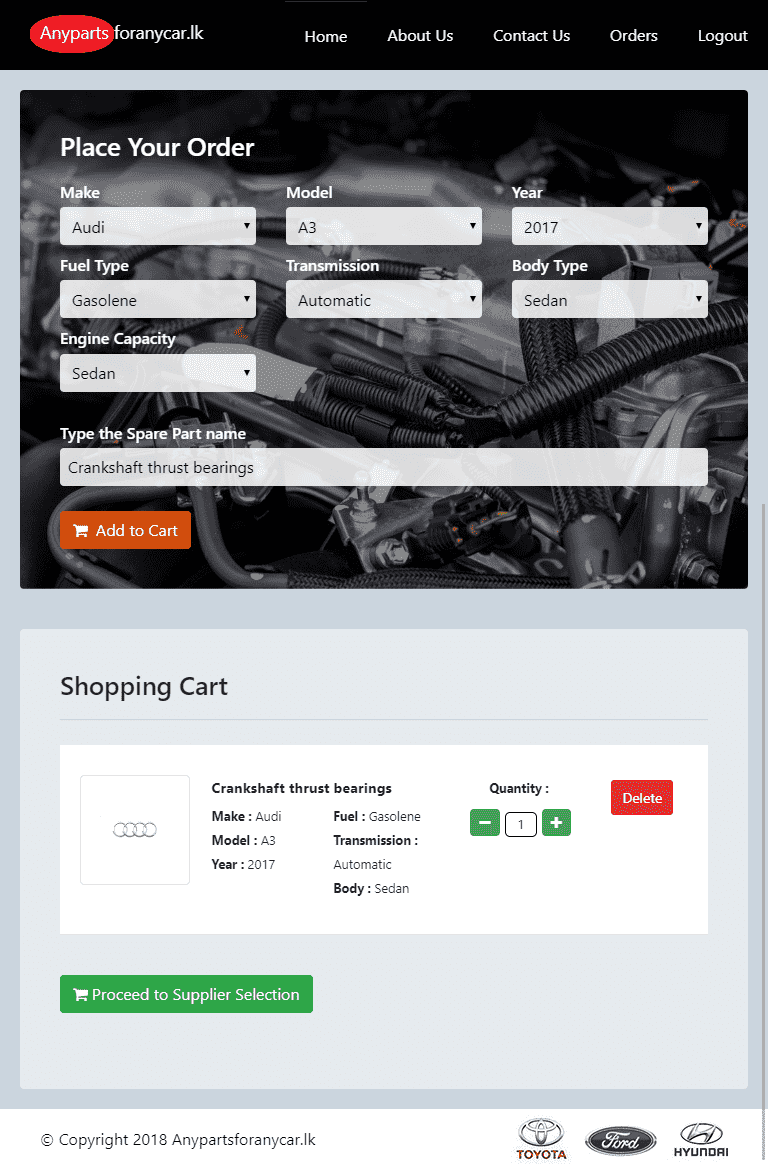 Anyparts foranycar.lk
Home
About Us
Contact Us
Orders
Logout
Place Your Order
Make
Model
Year
Audi
A3
2017
Fuel Type
Transmission
Body Type
Gasolene
Automatic
Sedan
Engine Capacity
Sedan
Type the Spare Part name
Crankshaft thrust bearings
Add to Cart
Shopping Cart
Crankshaft thrust bearings
Make : Audi
Model : A3
Year : 2017
Fuel : Gasolene
Transmission :
Automatic
Body : Sedan
Quantity :
1
Delete
Proceed to Supplier Selection
© Copyright 2018 Anypartsforanycar.lk
TOYOTA
Ford
HYUNDAI